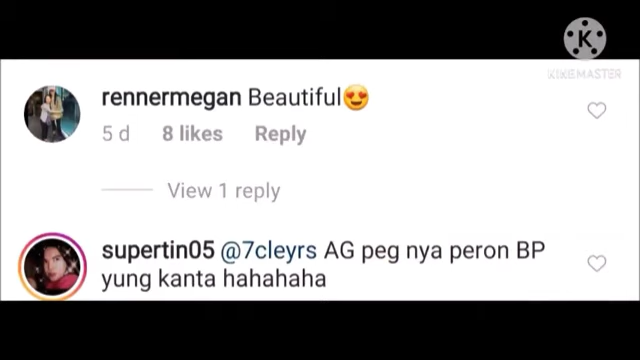 K
KINEMASTER
rennermegan Beautiful😍
5 d 8 likes Reply
View 1 reply
supertin05 @7cleyrs AG peg nya peron BP
yung kanta hahahaha